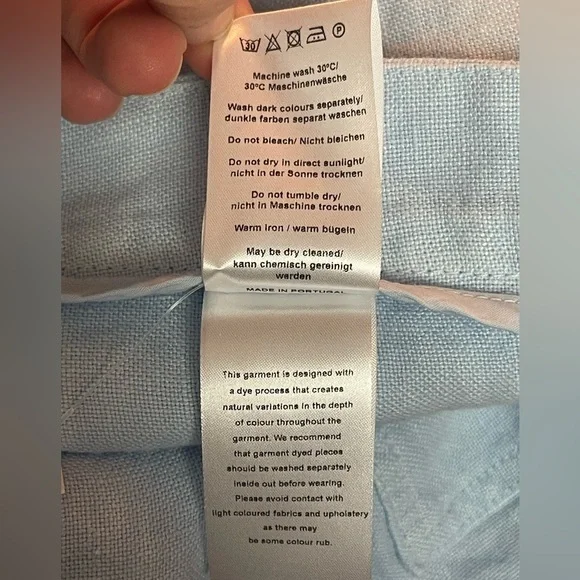 30
P
Machine wash 30°C/
30°C Maschinenwäsche
Wash dark colours separately/
dunkle farben separat waschen
Do not bleach/ Nicht bleichen
Do not dry in direct sunlight/
nicht in der Sonne trocknen
Do not tumble dry/
nicht in Maschine trocknen
Warm iron / warm bügeln
May be dry cleaned/
kann chemisch gereinigt
werden
MADE IN PORTUGAL
This garment is designed with
a dye process that creates
natural variations in the depth
of colour throughout the
garment. We recommend
that garment dyed pieces
should be washed separately
inside out before wearing.
Please avoid contact with
light coloured fabrics and upholstery
as there may
be some colour rub.